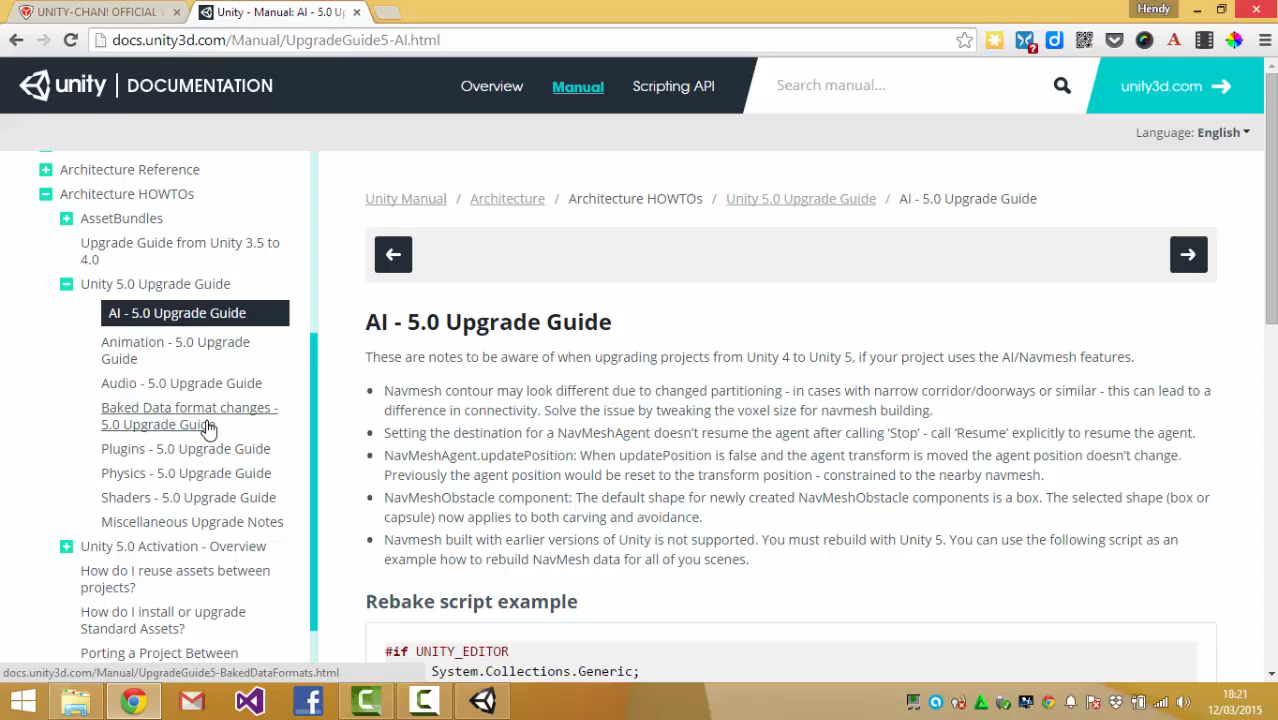 UNITY-CHAN! OFFICIAL
Unity - Manual: AI - 5.0 U
Hendy
docs.unity3d.com/Manual/UpgradeGuide5-AI.html
unity | DOCUMENTATION
Overview
Manual
Scripting API
Search manual...
unity3d.com
Language: English
Architecture Reference
Architecture HOWTOs
AssetBundles
Upgrade Guide from Unity 3.5 to
4.0
Unity 5.0 Upgrade Guide
AI - 5.0 Upgrade Guide
Animation - 5.0 Upgrade
Guide
Audio - 5.0 Upgrade Guide
Baked Data format changes -
5.0 Upgrade Guide
Plugins - 5.0 Upgrade Guide
Physics - 5.0 Upgrade Guide
Shaders - 5.0 Upgrade Guide
Miscellaneous Upgrade Notes
Unity 5.0 Activation - Overview
How do I reuse assets between
projects?
How do I install or upgrade
Standard Assets?
Porting a Project Between
docs.unity3d.com/Manual/UpgradeGuide5-BakedDataFormats.html
Unity Manual / Architecture / Architecture HOWTOs / Unity 5.0 Upgrade Guide / AI - 5.0 Upgrade Guide
AI - 5.0 Upgrade Guide
These are notes to be aware of when upgrading projects from Unity 4 to Unity 5, if your project uses the AI/Navmesh features.
Navmesh contour may look different due to changed partitioning - in cases with narrow corridor/doorways or similar - this can lead to a
difference in connectivity. Solve the issue by tweaking the voxel size for navmesh building.
Setting the destination for a NavMeshAgent doesn't resume the agent after calling 'Stop' - call 'Resume' explicitly to resume the agent.
NavMeshAgent.updatePosition: When updatePosition is false and the agent transform is moved the agent position doesn't change.
Previously the agent position would be reset to the transform position - constrained to the nearby navmesh.
NavMeshObstacle component: The default shape for newly created NavMeshObstacle components is a box. The selected shape (box or
capsule) now applies to both carving and avoidance.
Navmesh built with earlier versions of Unity is not supported. You must rebuild with Unity 5. You can use the following script as an
example how to rebuild NavMesh data for all of you scenes.
Rebake script example
#if UNITY_EDITOR
System.Collections.Generic;
18:21
12/03/2015